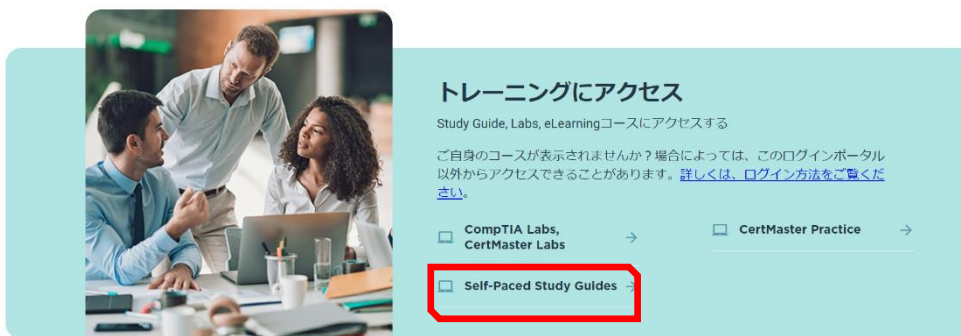 トレーニングにアクセス
Study Guide, Labs, eLearningコースにアクセスする
ご自身のコースが表示されませんか？場合によっては、このログインポータル
以外からアクセスできることがあります。詳しくは、ログイン方法をご覧くだ
さい。
CompTIA Labs,
CertMaster Labs
CertMaster Practice
Self-Paced Study Guides